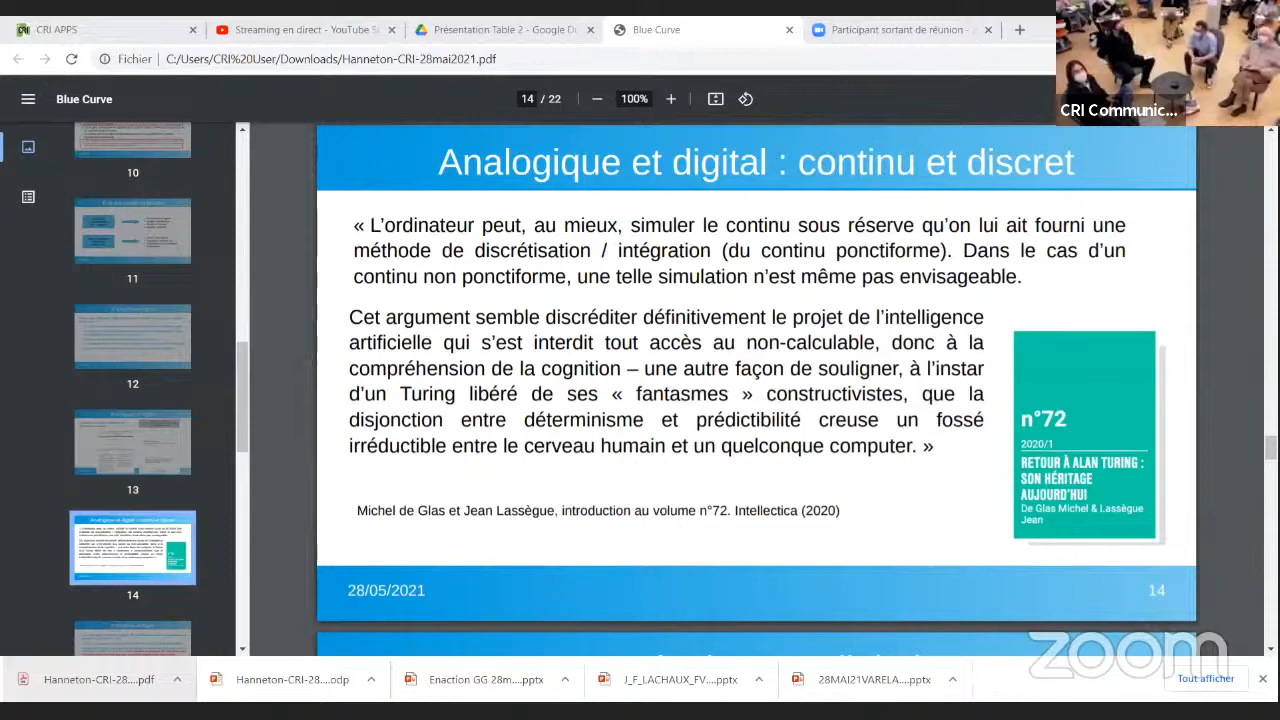 CRI APPS
Streaming en direct - YouTube S
Présentation Table 2 - Google D
Blue Curve
Participant sortant de réunion -
Fichier
C:/Users/CRI%20User/Downloads/Hanneton-CRI-28mai2021.pdf
Blue Curve
14 / 22
100%
CRI Communic...
10
11
12
13
14
Analogique et digital : continu et discret
« L'ordinateur peut, au mieux, simuler le continu sous réserve qu'on lui ait fourni une
méthode de discrétisation / intégration (du continu ponctiforme). Dans le cas d'un
continu non ponctiforme, une telle simulation n'est même pas envisageable.
Cet argument semble discréditer définitivement le projet de l'intelligence
artificielle qui s'est interdit tout accès au non-calculable, donc à la
compréhension de la cognition – une autre façon de souligner, à l'instar
d'un Turing libéré de ses « fantasmes » constructivistes, que la
disjonction entre déterminisme et prédictibilité creuse un fossé
irréductible entre le cerveau humain et un quelconque computer. »
n°72
2020/1
RETOUR À ALAN TURING :
SON HÉRITAGE
AUJOURD'HUI
De Glas Michel & Lassègue
Jean
Michel de Glas et Jean Lassègue, introduction au volume n°72. Intellectica (2020)
28/05/2021
14
zoom
Hanneton-CRI-28....pdf
Hanneton-CRI-28....odp
Enaction GG 28m....pptx
J_F_LACHAUX_FV....pptx
28MAI21VARELA....pptx
Tout afficher